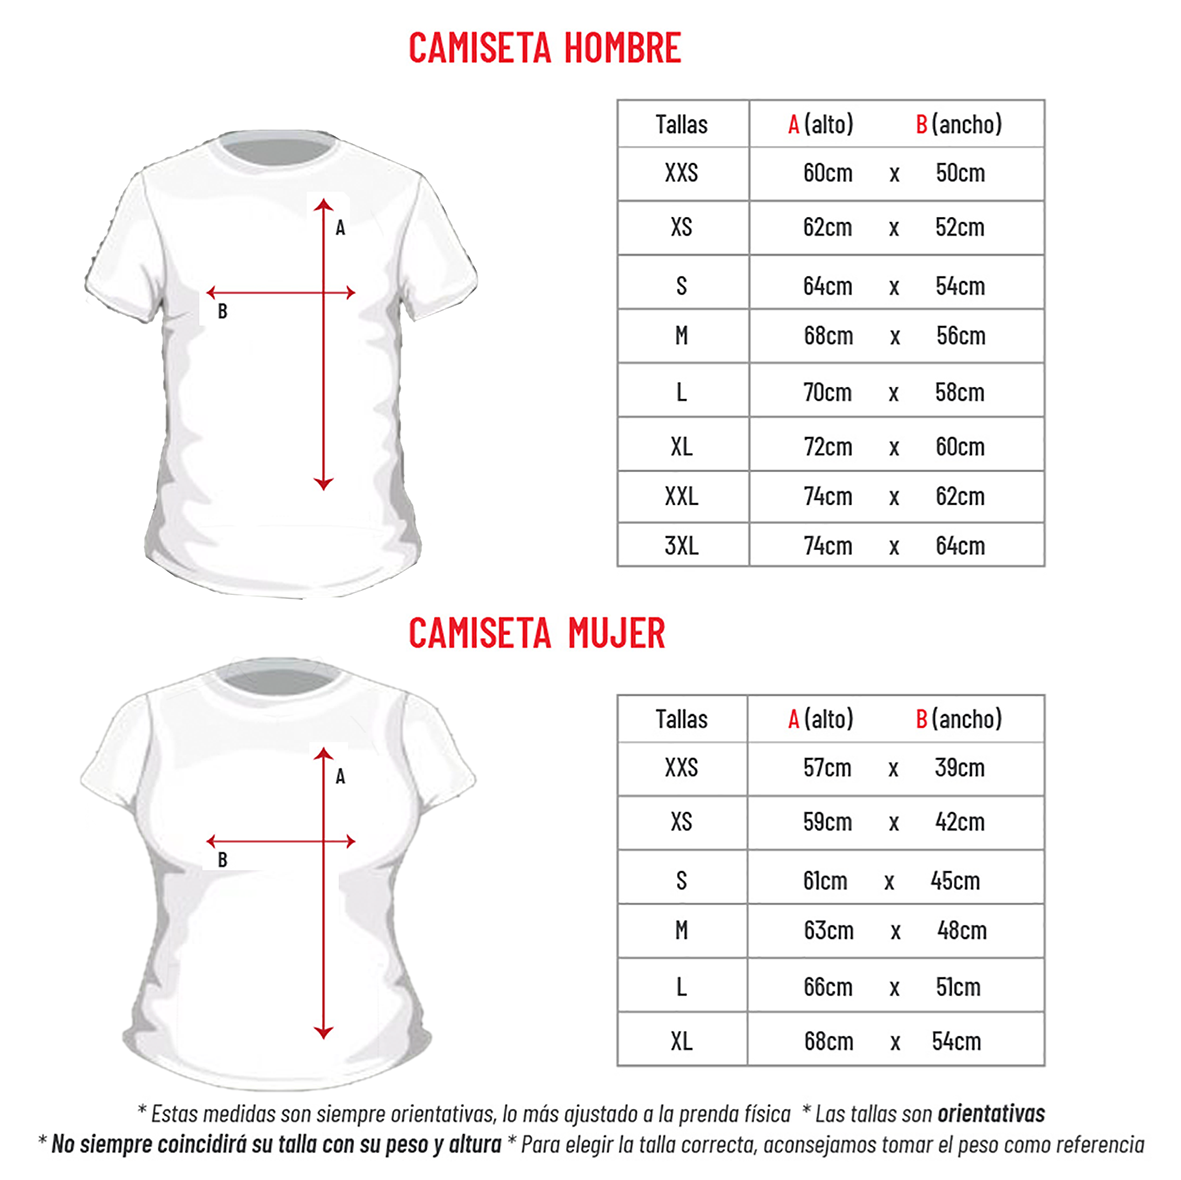 CAMISETA HOMBRE
Tallas A (alto) B (ancho)
XXS 60cm x 50cm
XS 62cm x 52cm
S 64cm x 54cm
M 68cm x 56cm
L 70cm x 58cm
XL 72cm x 60cm
XXL 74cm x 62cm
3XL 74cm x 64cm
A
B
CAMISETA MUJER
Tallas A (alto) B (ancho)
XXS 57cm x 39cm
XS 59cm x 42cm
S 61cm x 45cm
M 63cm x 48cm
L 66cm x 51cm
XL 68cm x 54cm
A
B
* Estas medidas son siempre orientativas, lo más ajustado a la prenda física * Las tallas son orientativas
* No siempre coincidirá su talla con su peso y altura * Para elegir la talla correcta, aconsejamos tomar el peso como referencia